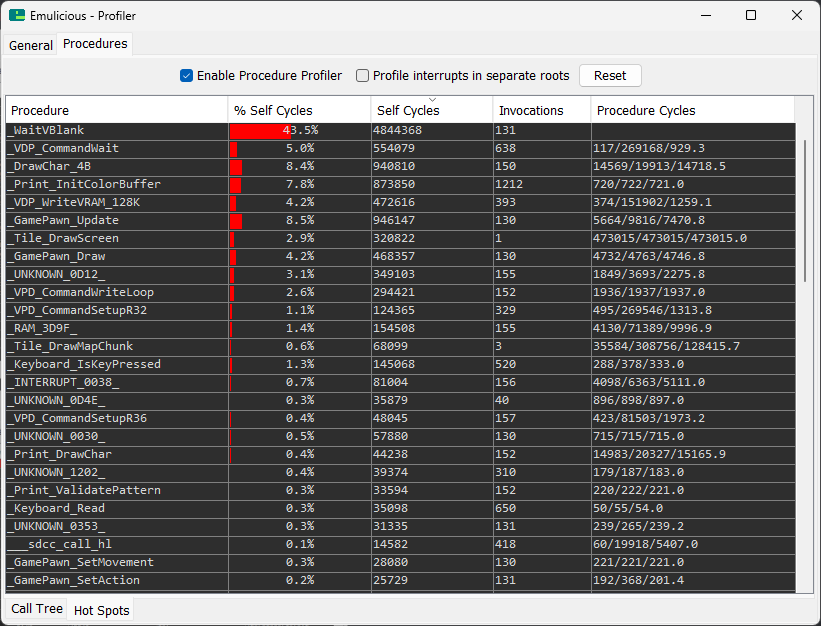 Emulicious - Profiler
General Procedures
Enable Procedure Profiler Profile interrupts in separate roots Reset
Procedure % Self Cycles Self Cycles Invocations Procedure Cycles
_WaitVBlank 43.5% 4844368 131
_VDP_CommandWait 5.0% 554079 638 117/269168/929.3
_DrawChar_4B 8.4% 940810 150 14569/19913/14718.5
_Print_InitColorBuffer 7.8% 873850 1212 720/722/721.0
_VDP_WriteVRAM_128K 4.2% 472616 393 374/151902/1259.1
_GamePawn_Update 8.5% 946147 130 5664/9816/7470.8
_Tile_DrawScreen 2.9% 320822 1 473015/473015/473015.0
_GamePawn_Draw 4.2% 468357 130 4732/4763/4746.8
_UNKNOWN_0D12_ 3.1% 349103 155 1849/3693/2275.8
_VPD_CommandWriteLoop 2.6% 294421 152 1936/1937/1937.0
_VPD_CommandSetupR32 1.1% 124365 329 495/269546/1313.8
_RAM_3D9F_ 1.4% 154508 155 4130/71389/9996.9
_Tile_DrawMapChunk 0.6% 68099 3 35584/308756/128415.7
_Keyboard_IsKeyPressed 1.3% 145068 520 288/378/333.0
_INTERRUPT_0038_ 0.7% 81004 156 4098/6363/5111.0
_UNKNOWN_0D4E_ 0.3% 35879 40 896/898/897.0
_VPD_CommandSetupR36 0.4% 48045 157 423/81503/1973.2
_UNKNOWN_0030_ 0.5% 57880 130 715/715/715.0
_Print_DrawChar 0.4% 44238 152 14983/20327/15165.9
_UNKNOWN_1202_ 0.4% 39374 310 179/187/183.0
_Print_ValidatePattern 0.3% 33594 152 220/222/221.0
_Keyboard_Read 0.3% 35098 650 50/55/54.0
_UNKNOWN_0353_ 0.3% 31335 131 239/265/239.2
___sdcc_call_hl 0.1% 14582 418 60/19918/5407.0
_GamePawn_SetMovement 0.3% 28080 130 221/221/221.0
_GamePawn_SetAction 0.2% 25729 131 192/368/201.4
Call Tree Hot Spots